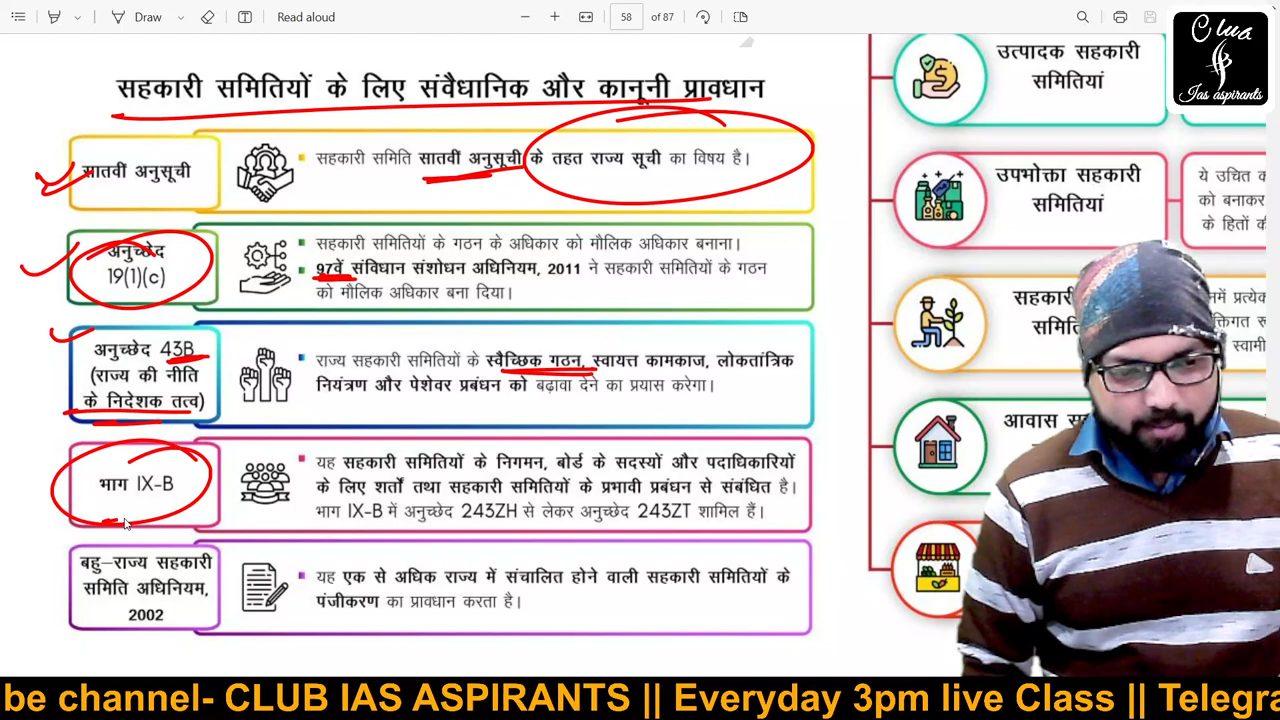 Draw
Read aloud
58 of 87
Clua
Ias aspirants
सहकारी समितियों के लिए संवैधानिक और कानूनी प्रावधान
सातवीं अनुसूची
सहकारी समिति सातवीं अनुसूची के तहत राज्य सूची का विषय है।
अनुच्छेद
19(1)(c)
सहकारी समितियों के गठन के अधिकार को मौलिक अधिकार बनाना।
97वें संविधान संशोधन अधिनियम, 2011 ने सहकारी समितियों के गठन
को मौलिक अधिकार बना दिया।
अनुच्छेद 43B
(राज्य की नीति
के निदेशक तत्व)
राज्य सहकारी समितियों के स्वैच्छिक गठन, स्वायत्त कामकाज, लोकतांत्रिक
नियंत्रण और पेशेवर प्रबंधन को बढ़ावा देने का प्रयास करेगा।
भाग IX-B
यह सहकारी समितियों के निगमन, बोर्ड के सदस्यों और पदाधिकारियों
के लिए शर्तों तथा सहकारी समितियों के प्रभावी प्रबंधन से संबंधित है।
भाग IX-B में अनुच्छेद 243ZH से लेकर अनुच्छेद 243ZT शामिल हैं।
बहु-राज्य सहकारी
समिति अधिनियम,
2002
यह एक से अधिक राज्य में संचालित होने वाली सहकारी समितियों के
पंजीकरण का प्रावधान करता है।
उत्पादक सहकारी
समितियां
उपभोक्ता सहकारी
समितियां
ये उचित
को बनाकर
के हितों
आवास
be channel- CLUB IAS ASPIRANTS || Everyday 3pm live Class || Telegra